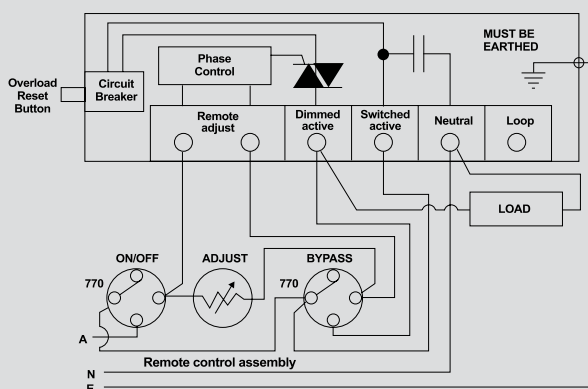 MUST BE
EARTHED
Phase
Control
Overload
Reset
Button
Circuit
Breaker
Remote
adjust
Dimmed
active
Switched
active
Neutral
Loop
LOAD
ON/OFF
ADJUST
BYPASS
770
770
A
Remote control assembly
N
E